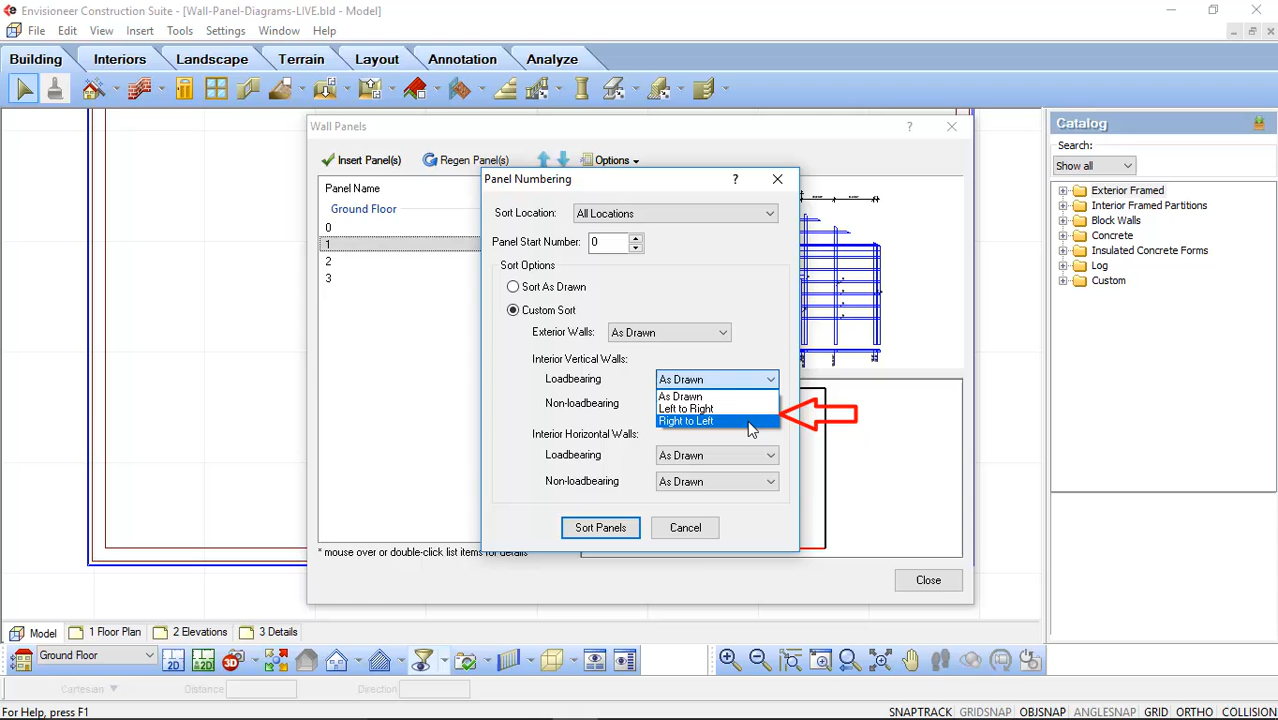 Envisioneer Construction Suite - [Wall-Panel-Diagrams-LIVE.bld - Model]
File Edit View Insert Tools Settings Window Help
Building Interiors Landscape Terrain Layout Annotation Analyze
Wall Panels ?
Insert Panel(s) Regen Panel(s) Options
Panel Name
Ground Floor
0
1
2
3
* mouse over or double-click list items for details
Close
Panel Numbering ?
Sort Location: All Locations
Panel Start Number: 0
Sort Options
Sort As Drawn
Custom Sort
Exterior Walls: As Drawn
Interior Vertical Walls:
Loadbearing As Drawn
As Drawn
Left to Right
Right to Left
Non-loadbearing
Interior Horizontal Walls:
Loadbearing As Drawn
Non-loadbearing As Drawn
Sort Panels Cancel
Catalog
Search:
Show all
Exterior Framed
Interior Framed Partitions
Block Walls
Concrete
Insulated Concrete Forms
Log
Custom
Model 1 Floor Plan 2 Elevations 3 Details
Ground Floor 2D 2D 3D
Cartesian Distance Direction
For Help, press F1 SNAPTRACK GRIDSNAP OBJSNAP ANGLESNAP GRID ORTHO COLLISION